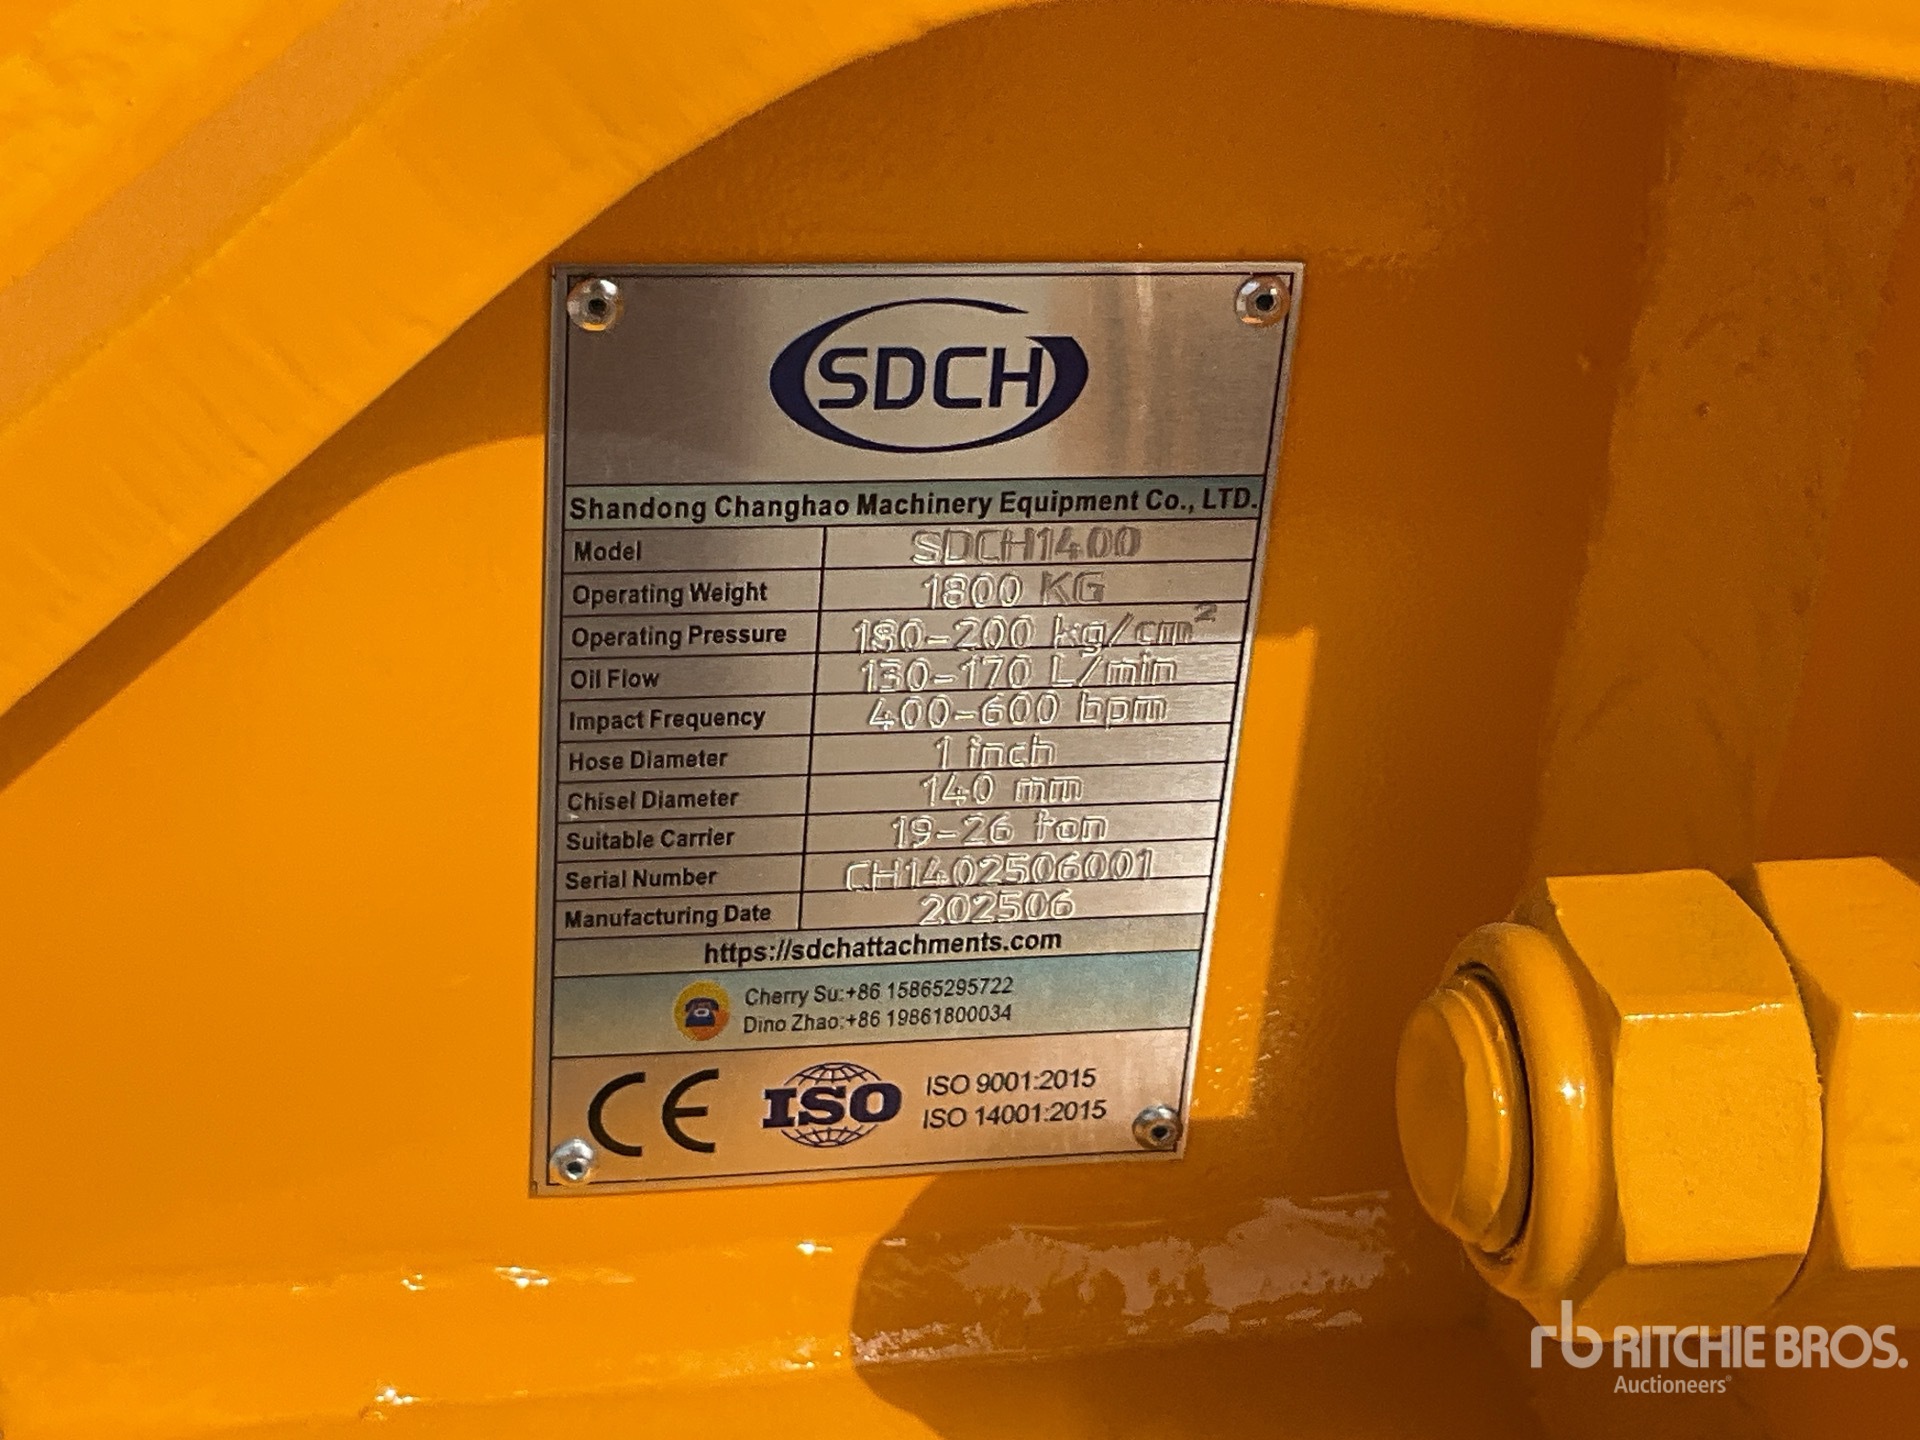 SDCH
Shandong Changhao Machinery Equipment Co., LTD.
Model SDCH1400
Operating Weight 1800 KG
Operating Pressure 180-200 kg/cm²
Oil Flow 130-170 L/min
Impact Frequency 400-600 bpm
Hose Diameter 1 inch
Chisel Diameter 140 mm
Suitable Carrier 19-26 ton
Serial Number CH1402506001
Manufacturing Date 202506
https://sdchattachments.com
Cherry Su:+86 15865295722
Dino Zhao:+86 19861800034
CE ISO ISO 9001:2015
ISO 14001:2015
rb RITCHIE BROS.
Auctioneers®